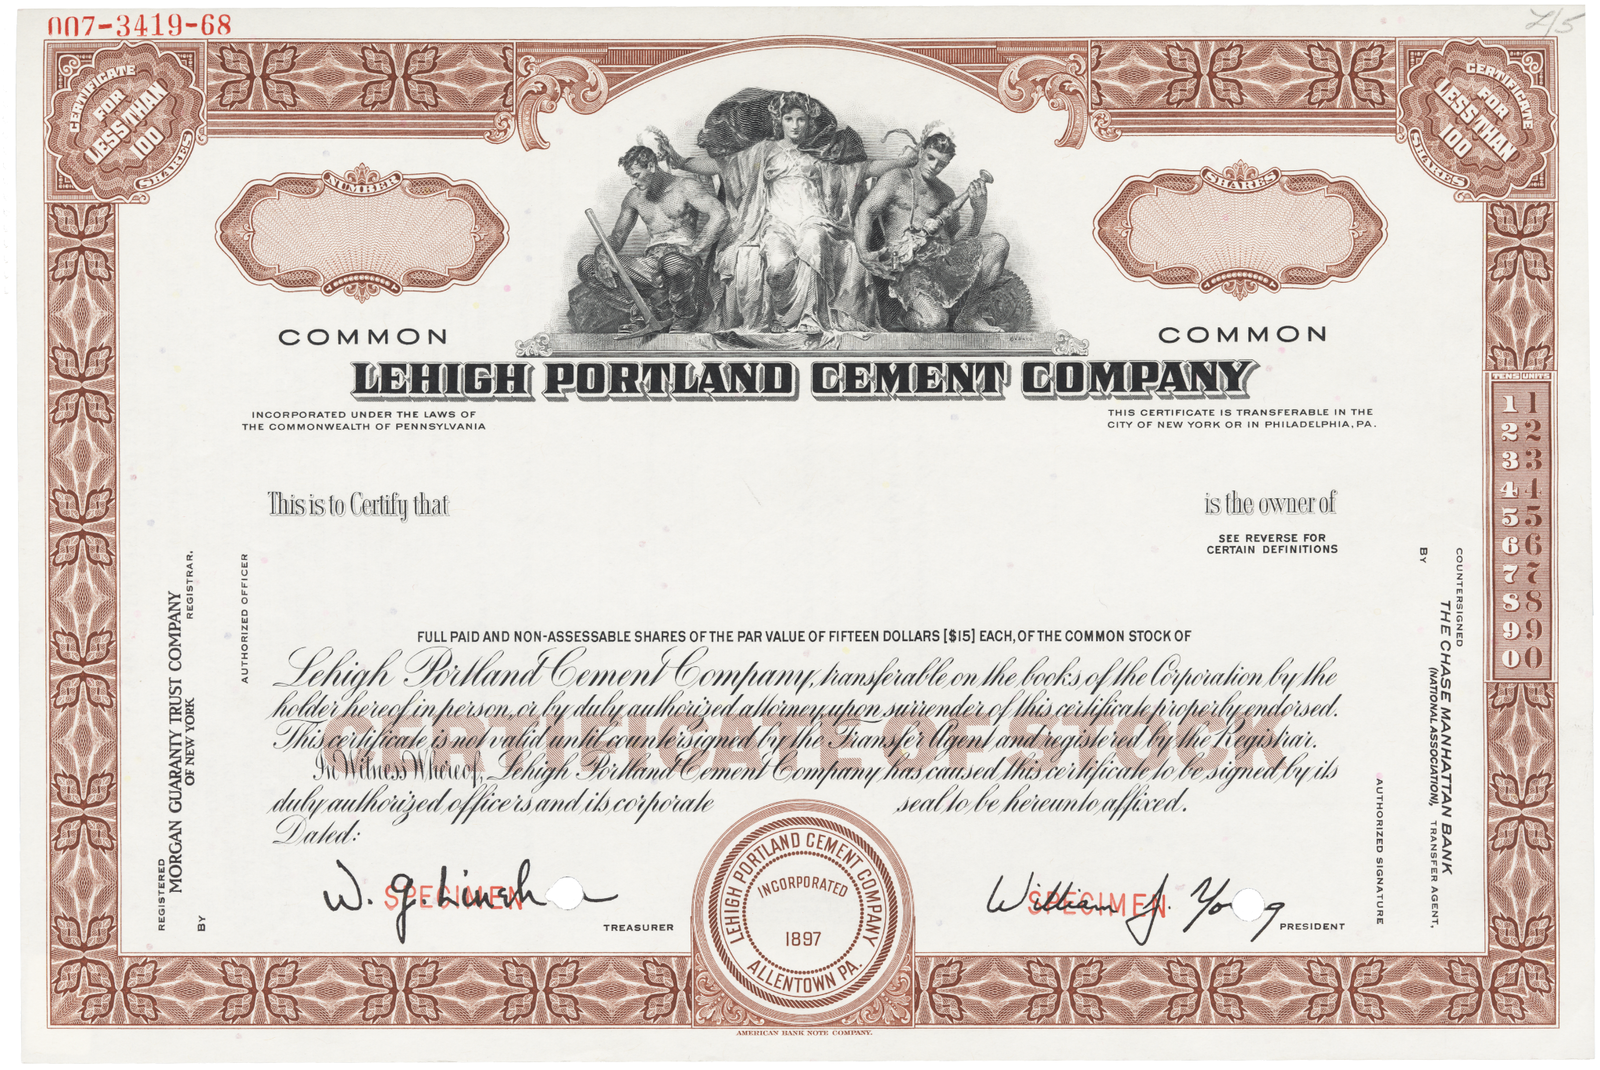 007-3419-68
Z/5
CERTIFICATE
FOR
LESS THAN
100
SHARES
CERTIFICATE
FOR
LESS THAN
100
SHARES
NUMBER
SHARES
COMMON
COMMON
LEHIGH PORTLAND CEMENT COMPANY
INCORPORATED UNDER THE LAWS OF
THE COMMONWEALTH OF PENNSYLVANIA
THIS CERTIFICATE IS TRANSFERABLE IN THE
CITY OF NEW YORK OR IN PHILADELPHIA, PA.
TENS UNITS
1 1
2 2
3 3
4 4
5 5
6 6
7 7
8 8
9 9
0 0
This is to Certify that
is the owner of
SEE REVERSE FOR
CERTAIN DEFINITIONS
FULL PAID AND NON-ASSESSABLE SHARES OF THE PAR VALUE OF FIFTEEN DOLLARS [$15] EACH, OF THE COMMON STOCK OF
Lehigh Portland Cement Company, transferable on the books of the Corporation by the
holder hereof in person, or by duly authorized attorney, upon surrender of this certificate properly endorsed.
This certificate is not valid until countersigned by the Transfer Agent and registered by the Registrar.
In Witness Whereof, Lehigh Portland Cement Company has caused this certificate to be signed by its
duly authorized officers and its corporate seal to be hereunto affixed.
Dated:
CERTIFICATE OF STOCK
REGISTERED
MORGAN GUARANTY TRUST COMPANY
OF NEW YORK
REGISTRAR.
BY
AUTHORIZED OFFICER
COUNTERSIGNED
THE CHASE MANHATTAN BANK
(NATIONAL ASSOCIATION),
TRANSFER AGENT,
BY
AUTHORIZED SIGNATURE
SPECIMEN
TREASURER
SPECIMEN
William J. Young
PRESIDENT
LEHIGH PORTLAND CEMENT COMPANY
INCORPORATED
1897
ALLENTOWN PA.
AMERICAN BANK NOTE COMPANY.